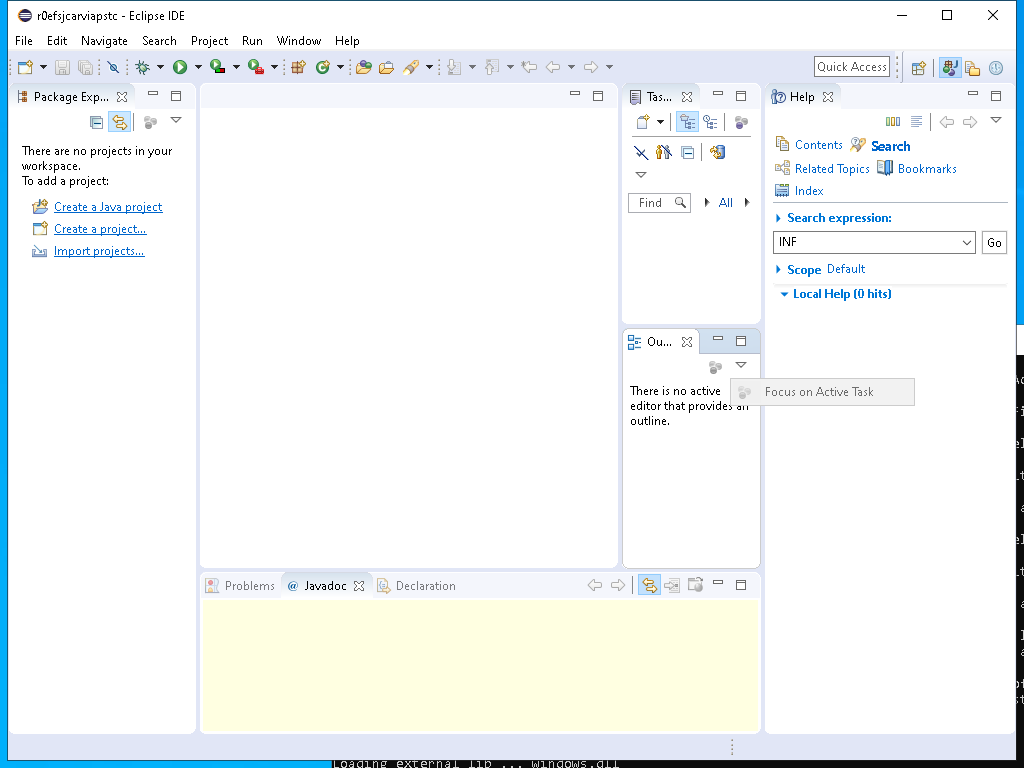 r0efsjcarviapstc - Eclipse IDE
File Edit Navigate Search Project Run Window Help
Quick Access
Package Exp...
There are no projects in your
workspace.
To add a project:
Create a Java project
Create a project...
Import projects...
Tas...
Find
All
Ou...
There is no active
editor that provides an
outline.
Focus on Active Task
Help
Contents Search
Related Topics Bookmarks
Index
Search expression:
INF
Go
Scope Default
Local Help (0 hits)
Problems @ Javadoc Declaration
Loading external lib ... windows.dll